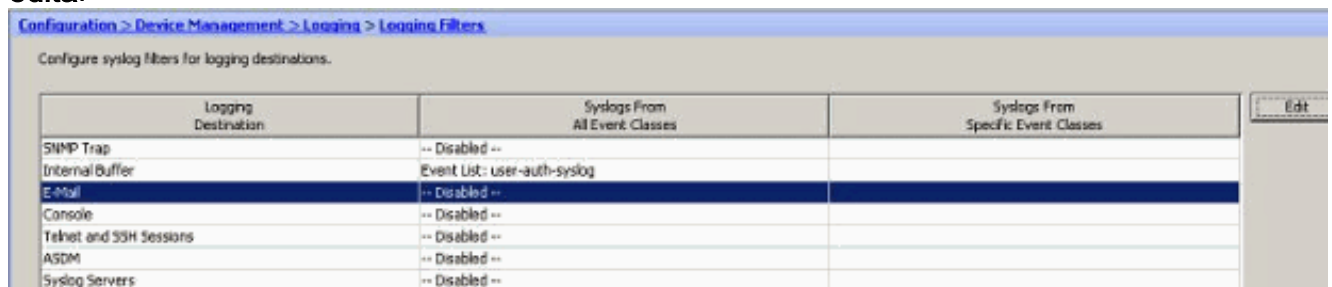 Configuration > Device Management > Logging > Logging Filters
Configure syslog filters for logging destinations.
Logging Destination
Syslogs From All Event Classes
Syslogs From Specific Event Classes
Edit
SNMP Trap -- Disabled --
Internal Buffer Event List: user-auth-syslog
E-Mail -- Disabled --
Console -- Disabled --
Telnet and SSH Sessions -- Disabled --
ASDM -- Disabled --
Syslog Servers -- Disabled --